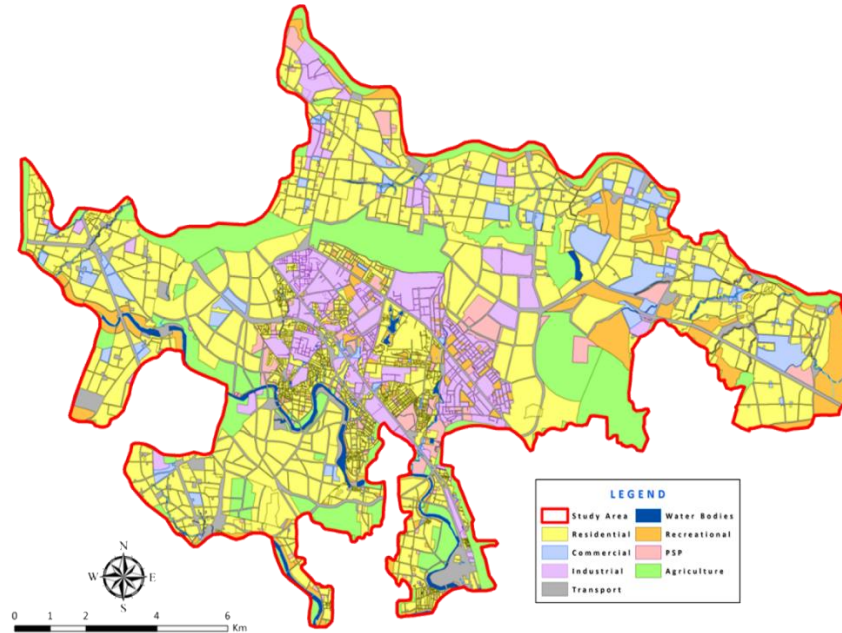 LEGEND
Study Area Water Bodies
Residential Recreational
Commercial PSP
Industrial Agriculture
Transport
N
W E
S
0 1 2 4 6
Km